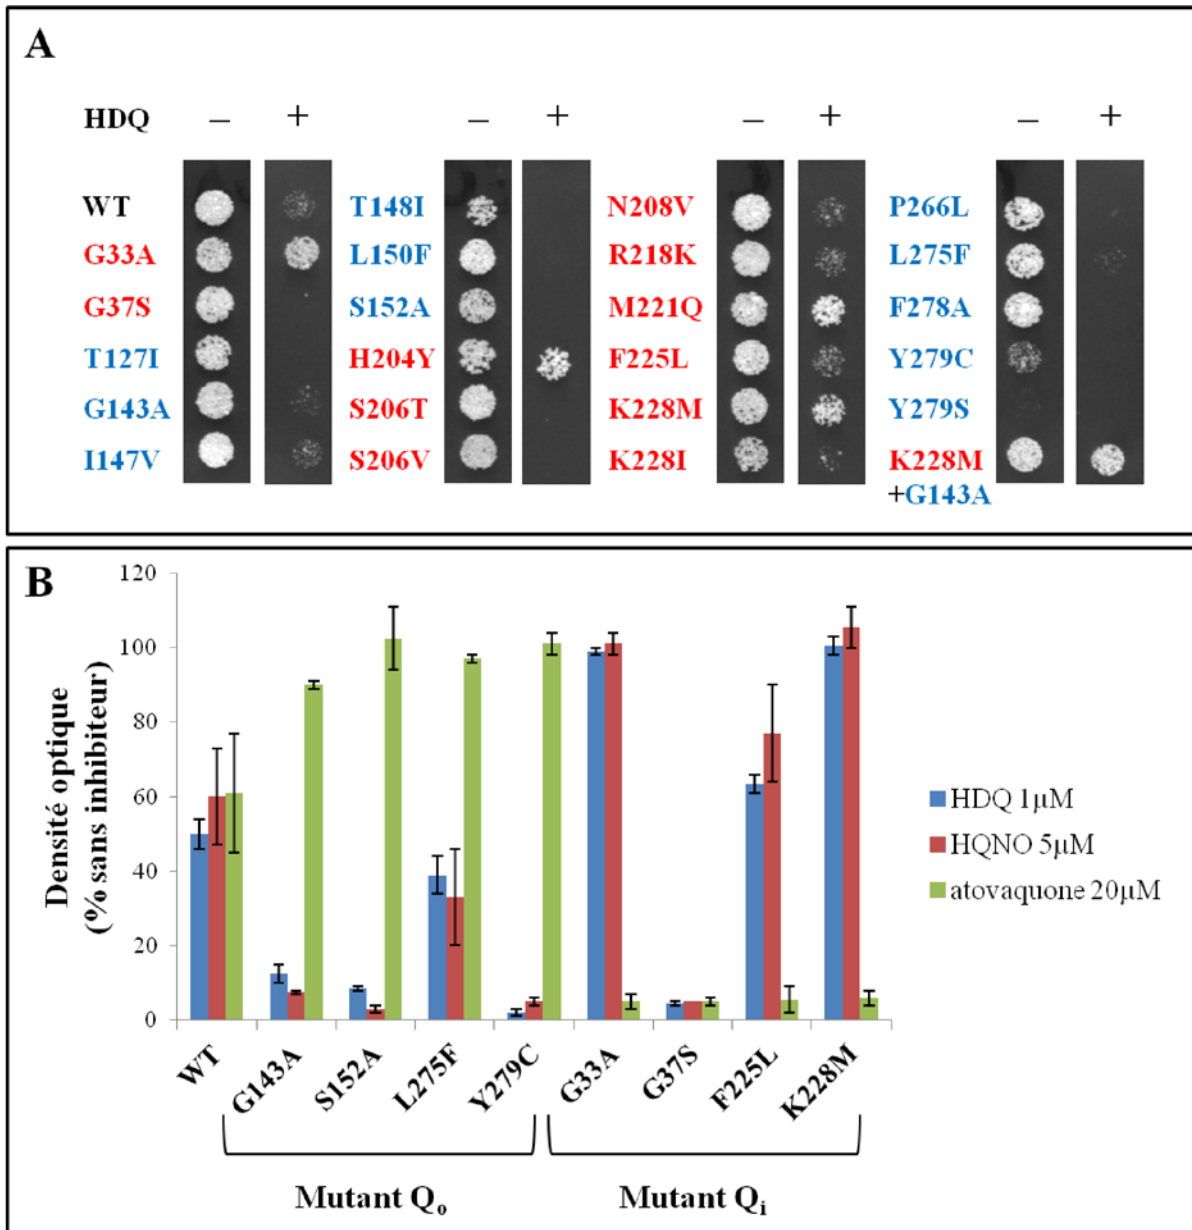 A
HDQ − + − + − + − +
WT T148I N208V P266L
G33A L150F R218K L275F
G37S S152A M221Q F278A
T127I H204Y F225L Y279C
G143A S206T K228M Y279S
I147V S206V K228I K228M
+G143A
B
120
100
80
60
40
20
0
Densité optique
(% sans inhibiteur)
HDQ 1µM
HQNO 5µM
atovaquone 20µM
WT G143A S152A L275F Y279C G33A G37S F225L K228M
Mutant Qo Mutant Qi